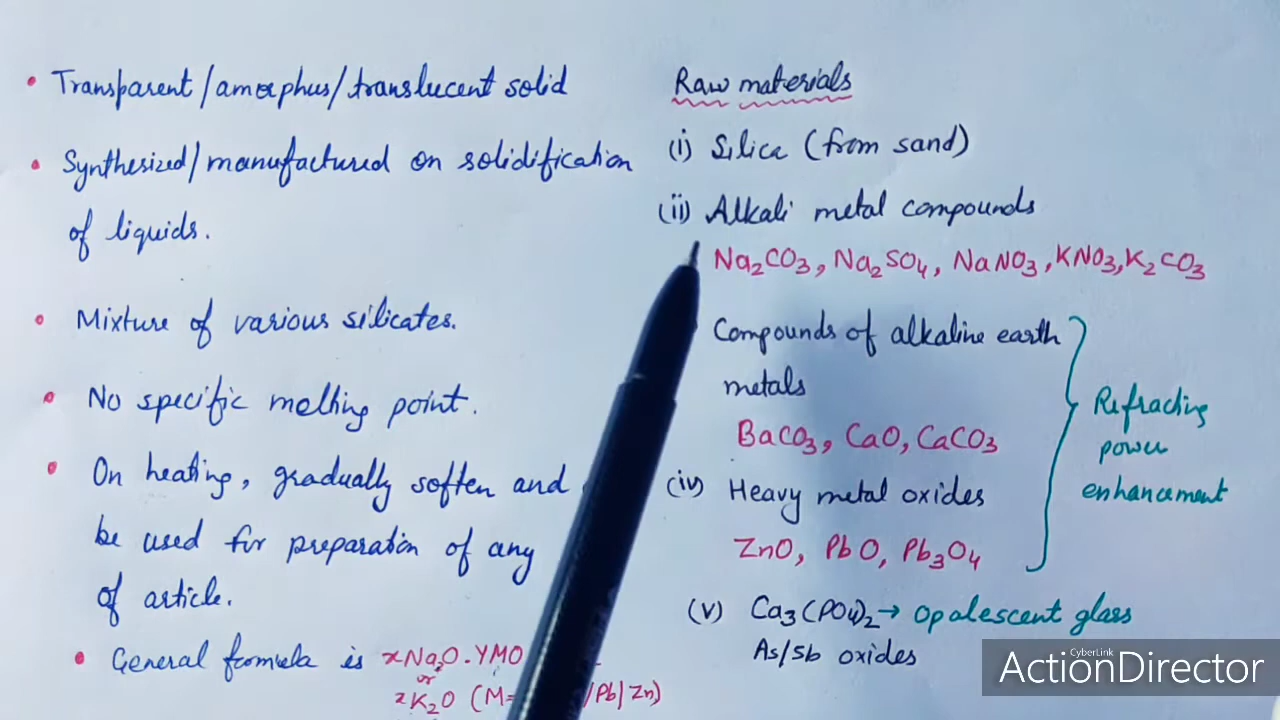 • Transparent/amorphus/translucent solid
• Synthesized/manufactured on solidification
of liquids.
• Mixture of various silicates.
• No specific melting point.
• On heating, gradually soften and
be used for preparation of any
of article.
• General formula is xNa₂O.YMO
or
zK₂O (M= /Pb/Zn)
Raw materials
(i) Silica (from sand)
(ii) Alkali metal compounds
Na₂CO₃, Na₂SO₄, NaNO₃, KNO₃, K₂CO₃
Compounds of alkaline earth
metals
BaCO₃, CaO, CaCO₃
(iv) Heavy metal oxides
ZnO, PbO, Pb₃O₄
Refracting
power
enhancement
(v) Ca₃(PO₄)₂ → opalescent glass
As/Sb oxides
CyberLink
ActionDirector